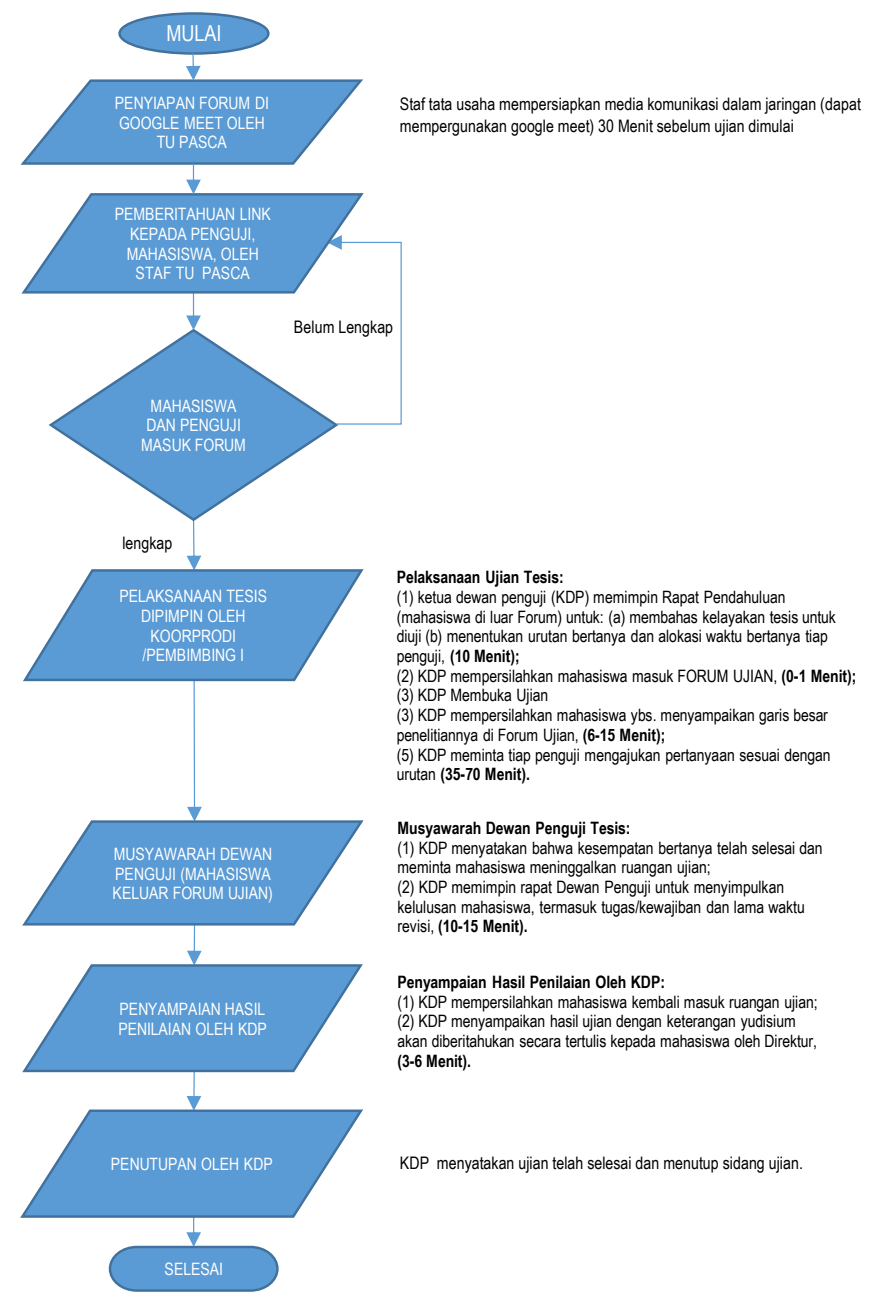 MULAI
PENYIAPAN FORUM DI
GOOGLE MEET OLEH
TU PASCA
Staf tata usaha mempersiapkan media komunikasi dalam jaringan (dapat
mempergunakan google meet) 30 Menit sebelum ujian dimulai
PEMBERITAHUAN LINK
KEPADA PENGUJI,
MAHASISWA, OLEH
STAF TU PASCA
Belum Lengkap
MAHASISWA
DAN PENGUJI
MASUK FORUM
lengkap
PELAKSANAAN TESIS
DIPIMPIN OLEH
KOORPRODI
/PEMBIMBING I
Pelaksanaan Ujian Tesis:
(1) ketua dewan penguji (KDP) memimpin Rapat Pendahuluan
(mahasiswa di luar Forum) untuk: (a) membahas kelayakan tesis untuk
diuji (b) menentukan urutan bertanya dan alokasi waktu bertanya tiap
penguji, (10 Menit);
(2) KDP mempersilahkan mahasiswa masuk FORUM UJIAN, (0-1 Menit);
(3) KDP Membuka Ujian
(3) KDP mempersilahkan mahasiswa ybs. menyampaikan garis besar
penelitiannya di Forum Ujian, (6-15 Menit);
(5) KDP meminta tiap penguji mengajukan pertanyaan sesuai dengan
urutan (35-70 Menit).
MUSYAWARAH DEWAN
PENGUJI (MAHASISWA
KELUAR FORUM UJIAN)
Musyawarah Dewan Penguji Tesis:
(1) KDP menyatakan bahwa kesempatan bertanya telah selesai dan
meminta mahasiswa meninggalkan ruangan ujian;
(2) KDP memimpin rapat Dewan Penguji untuk menyimpulkan
kelulusan mahasiswa, termasuk tugas/kewajiban dan lama waktu
revisi, (10-15 Menit).
PENYAMPAIAN HASIL
PENILAIAN OLEH KDP
Penyampaian Hasil Penilaian Oleh KDP:
(1) KDP mempersilahkan mahasiswa kembali masuk ruangan ujian;
(2) KDP menyampaikan hasil ujian dengan keterangan yudisium
akan diberitahukan secara tertulis kepada mahasiswa oleh Direktur,
(3-6 Menit).
PENUTUPAN OLEH KDP
KDP menyatakan ujian telah selesai dan menutup sidang ujian.
SELESAI